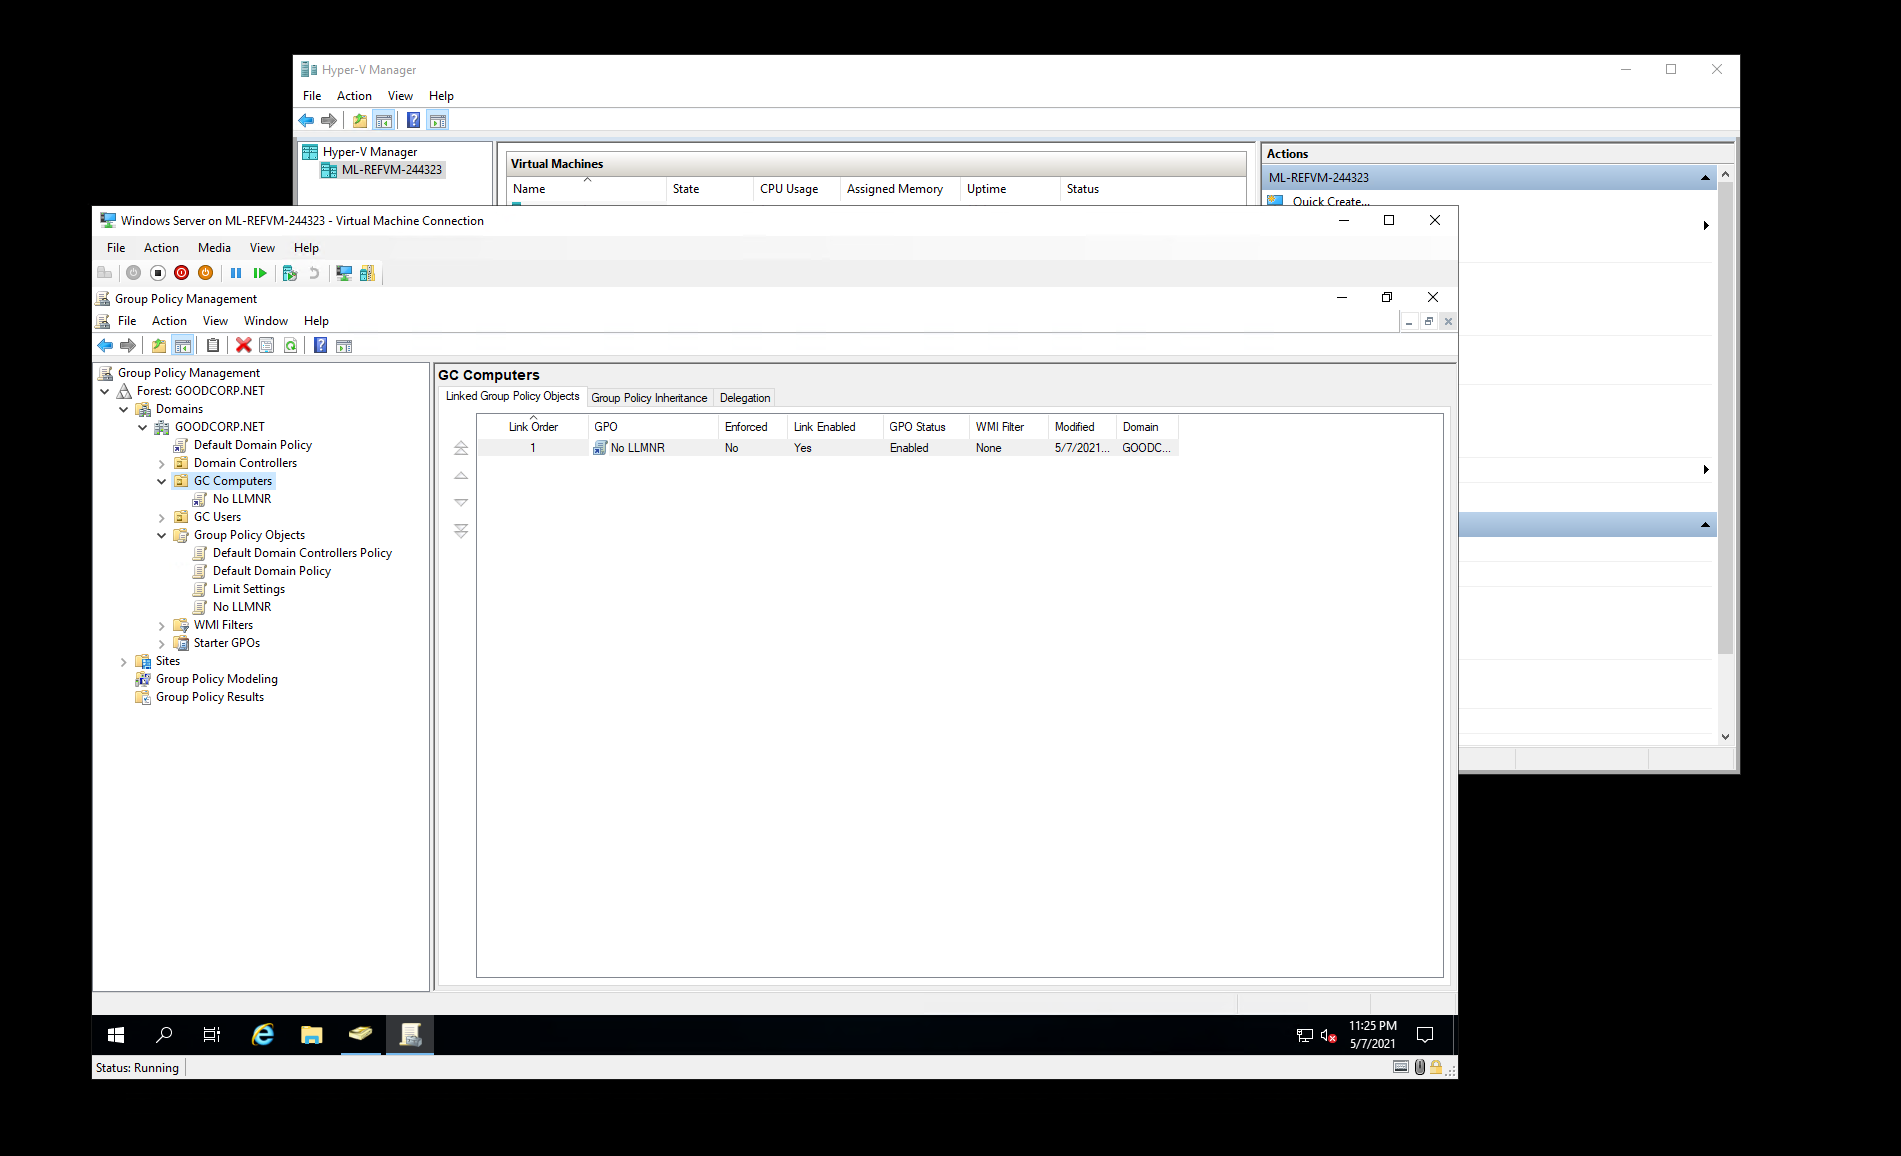 Hyper-V Manager
File Action View Help
Hyper-V Manager
ML-REFVM-244323
Virtual Machines
Name State CPU Usage Assigned Memory Uptime Status
Actions
ML-REFVM-244323
Quick Create...
Windows Server on ML-REFVM-244323 - Virtual Machine Connection
File Action Media View Help
Group Policy Management
File Action View Window Help
Group Policy Management
Forest: GOODCORP.NET
Domains
GOODCORP.NET
Default Domain Policy
Domain Controllers
GC Computers
No LLMNR
GC Users
Group Policy Objects
Default Domain Controllers Policy
Default Domain Policy
Limit Settings
No LLMNR
WMI Filters
Starter GPOs
Sites
Group Policy Modeling
Group Policy Results
GC Computers
Linked Group Policy Objects Group Policy Inheritance Delegation
Link Order GPO Enforced Link Enabled GPO Status WMI Filter Modified Domain
1 No LLMNR No Yes Enabled None 5/7/2021... GOODC...
11:25 PM
5/7/2021
Status: Running